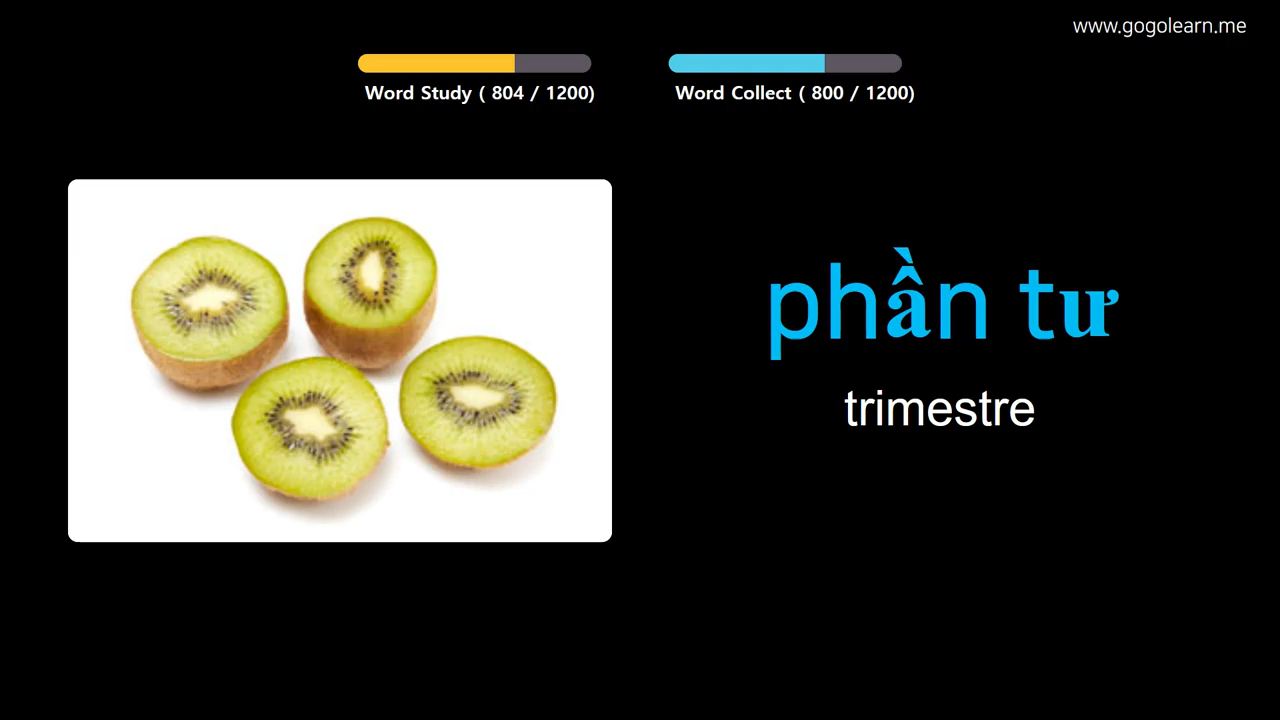 www.gogolearn.me
Word Study ( 804 / 1200)
Word Collect ( 800 / 1200)
phần tư
trimestre